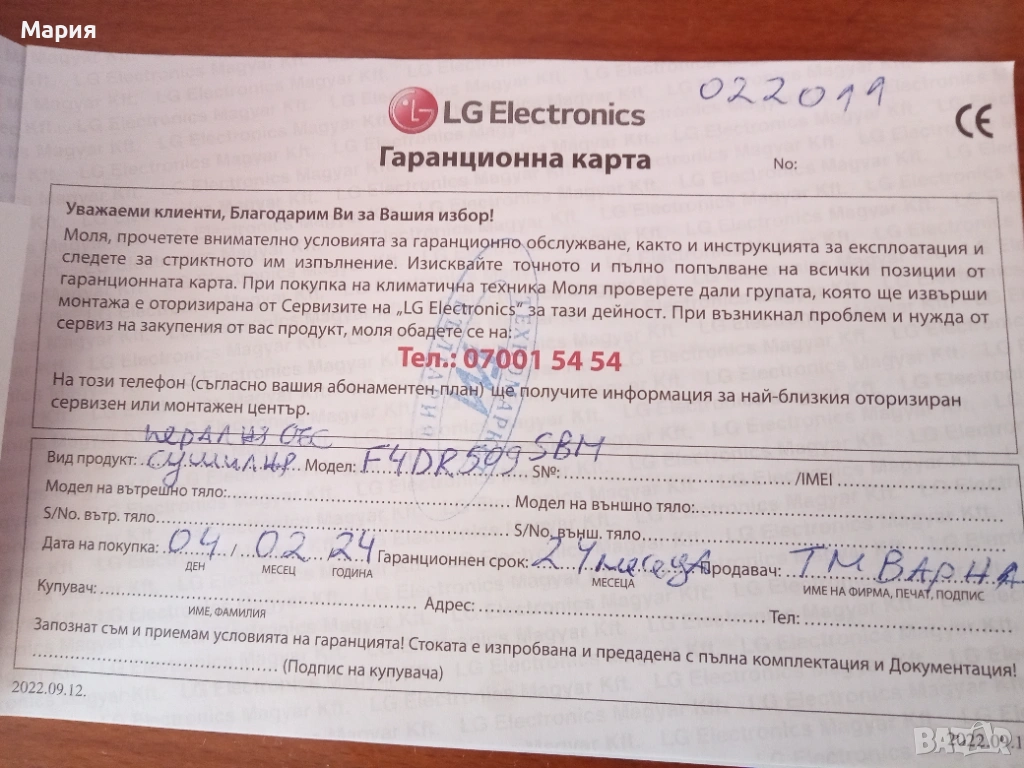 Мария
LG Electronics
022011
CE
Гаранционна карта
No:
Уважаеми клиенти, Благодарим Ви за Вашия избор!
Моля, прочетете внимателно условията за гаранционно обслужване, както и инструкцията за експлоатация и
следете за стриктното им изпълнение. Изисквайте точното и пълно попълване на всички позиции от
гаранционната карта. При покупка на климатична техника Моля проверете дали групата, която ще извърши
монтажа е оторизирана от Сервизите на „LG Electronics" за тази дейност. При възникнал проблем и нужда от
сервиз на закупения от вас продукт, моля обадете се на:
Тел.: 07001 54 54
На този телефон (съгласно вашия абонаментен план) ще получите информация за най-близкия оторизиран
сервизен или монтажен център.
Вид продукт: сушилня Модел: F4DR509 SBM SNº: /IMEI
Модел на вътрешно тяло: Модел на външно тяло:
S/No. вътр. тяло S/No. външ. тяло
Дата на покупка: 04. 02 24 Гаранционен срок: 24 месеца Продавач: ТМ ВАРНА
ДЕН МЕСЕЦ ГОДИНА МЕСЕЦА ИМЕ НА ФИРМА, ПЕЧАТ, ПОДПИС
Купувач: Адрес: Тел:
ИМЕ, ФАМИЛИЯ
Запознат съм и приемам условията на гаранцията! Стоката е изпробвана и предадена с пълна комплектация и Документация!
(Подпис на купувача)
2022.09.12.
2022.09.1